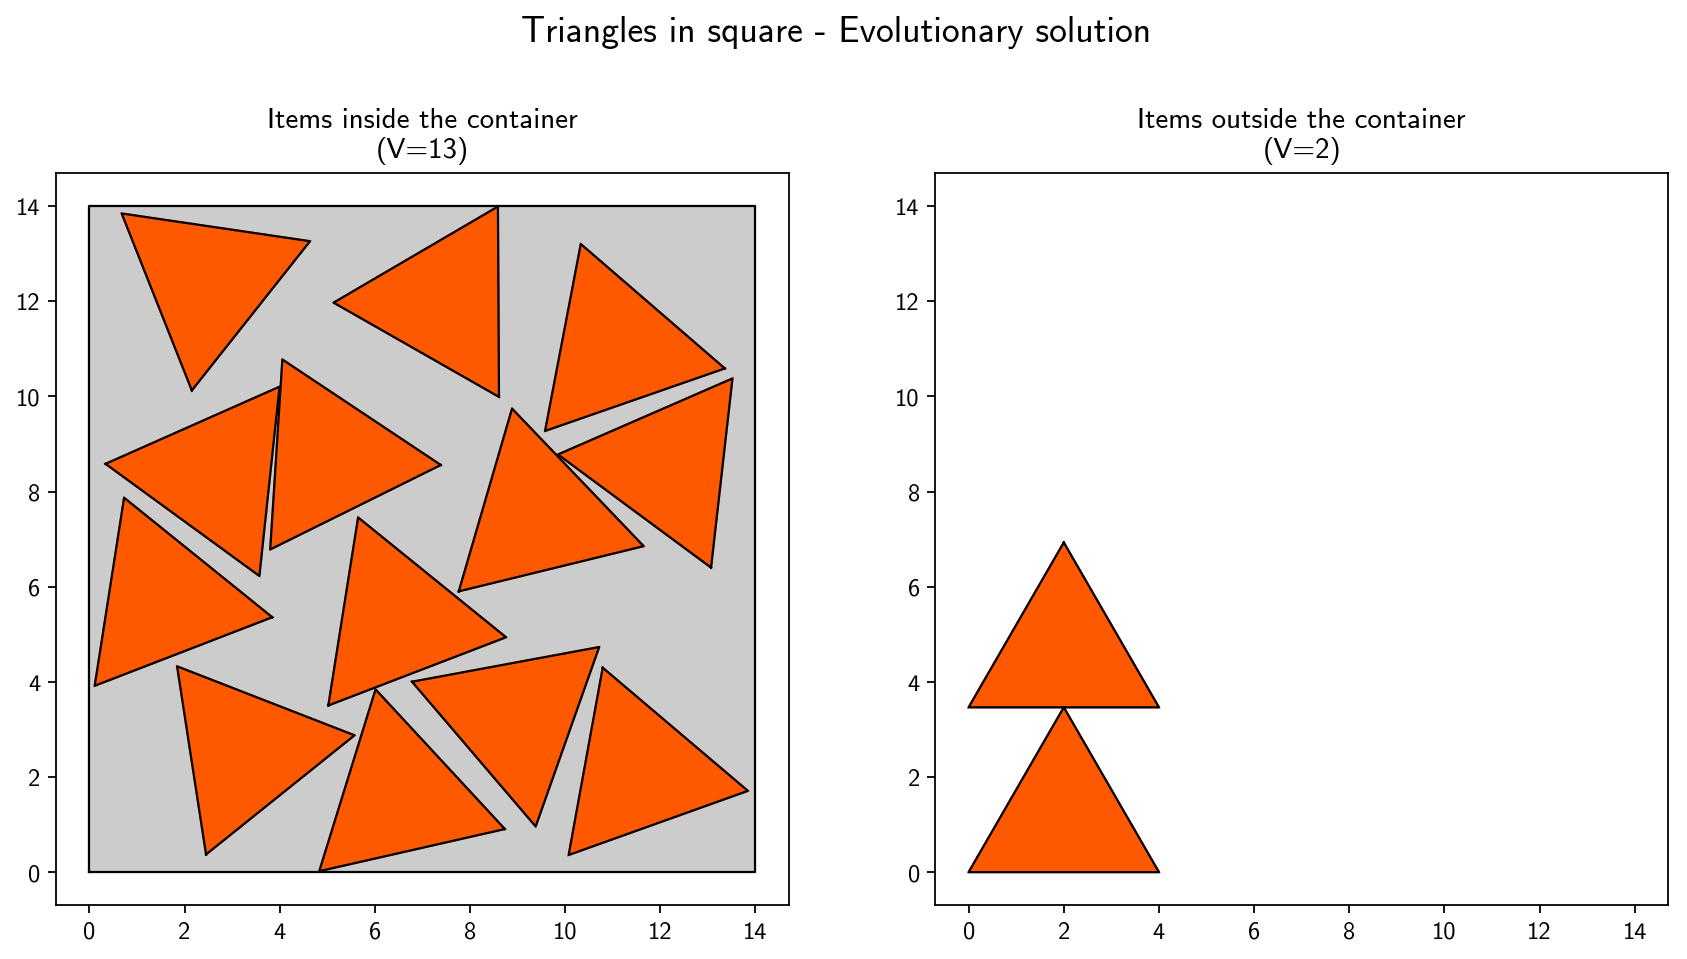 Triangles in square - Evolutionary solution
Items inside the container
(V=13)
Items outside the container
(V=2)
14
12
10
8
6
4
2
0
0 2 4 6 8 10 12 14
14
12
10
8
6
4
2
0
0 2 4 6 8 10 12 14